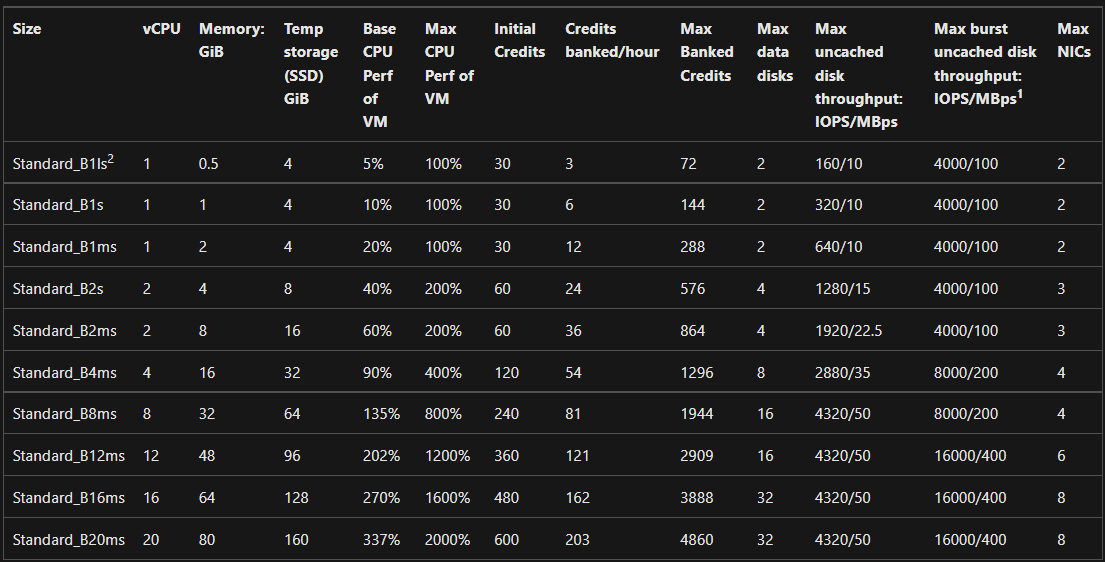 Size vCPU Memory: GiB Temp storage (SSD) GiB Base CPU Perf of VM Max CPU Perf of VM Initial Credits Credits banked/hour Max Banked Credits Max data disks Max uncached disk throughput: IOPS/MBps Max burst uncached disk throughput: IOPS/MBps1 Max NICs
Standard_B1ls2 1 0.5 4 5% 100% 30 3 72 2 160/10 4000/100 2
Standard_B1s 1 1 4 10% 100% 30 6 144 2 320/10 4000/100 2
Standard_B1ms 1 2 4 20% 100% 30 12 288 2 640/10 4000/100 2
Standard_B2s 2 4 8 40% 200% 60 24 576 4 1280/15 4000/100 3
Standard_B2ms 2 8 16 60% 200% 60 36 864 4 1920/22.5 4000/100 3
Standard_B4ms 4 16 32 90% 400% 120 54 1296 8 2880/35 8000/200 4
Standard_B8ms 8 32 64 135% 800% 240 81 1944 16 4320/50 8000/200 4
Standard_B12ms 12 48 96 202% 1200% 360 121 2909 16 4320/50 16000/400 6
Standard_B16ms 16 64 128 270% 1600% 480 162 3888 32 4320/50 16000/400 8
Standard_B20ms 20 80 160 337% 2000% 600 203 4860 32 4320/50 16000/400 8